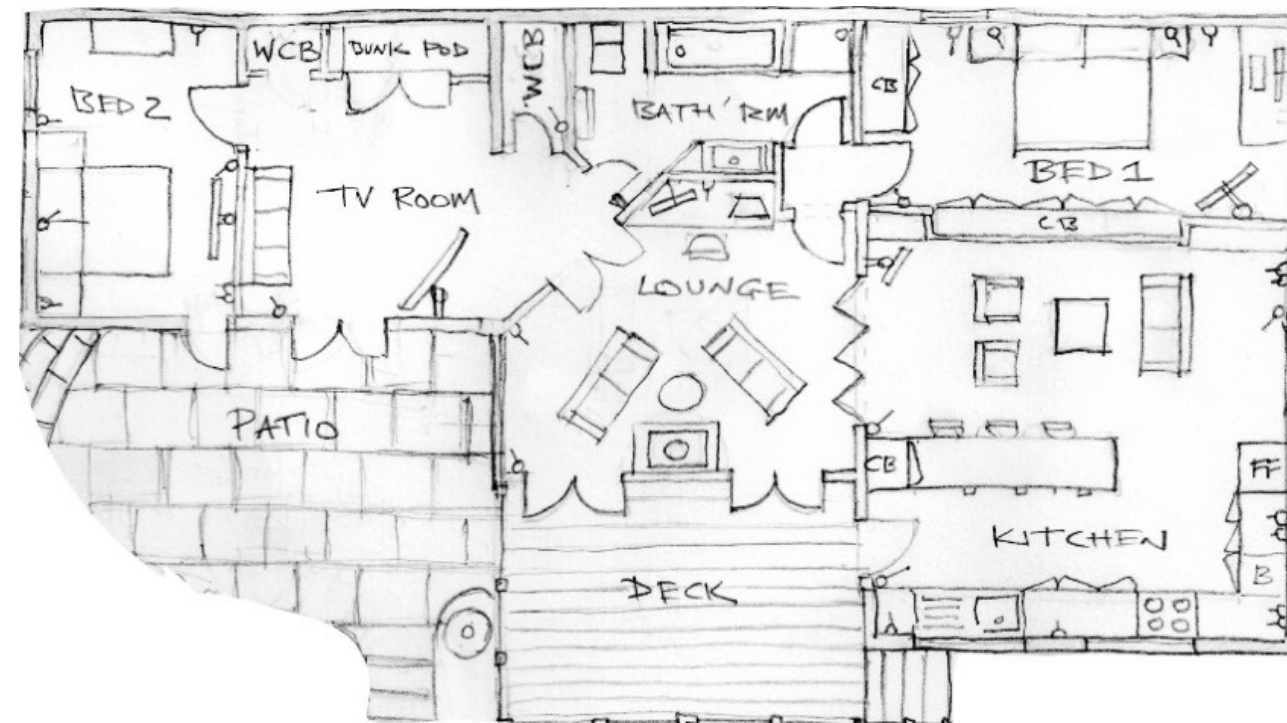 WCB
BUNK POD
WCB
BED 2
CB
BATH'RM
BED 1
TV ROOM
CB
LOUNGE
PATIO
CB
FF
KITCHEN
DECK
B